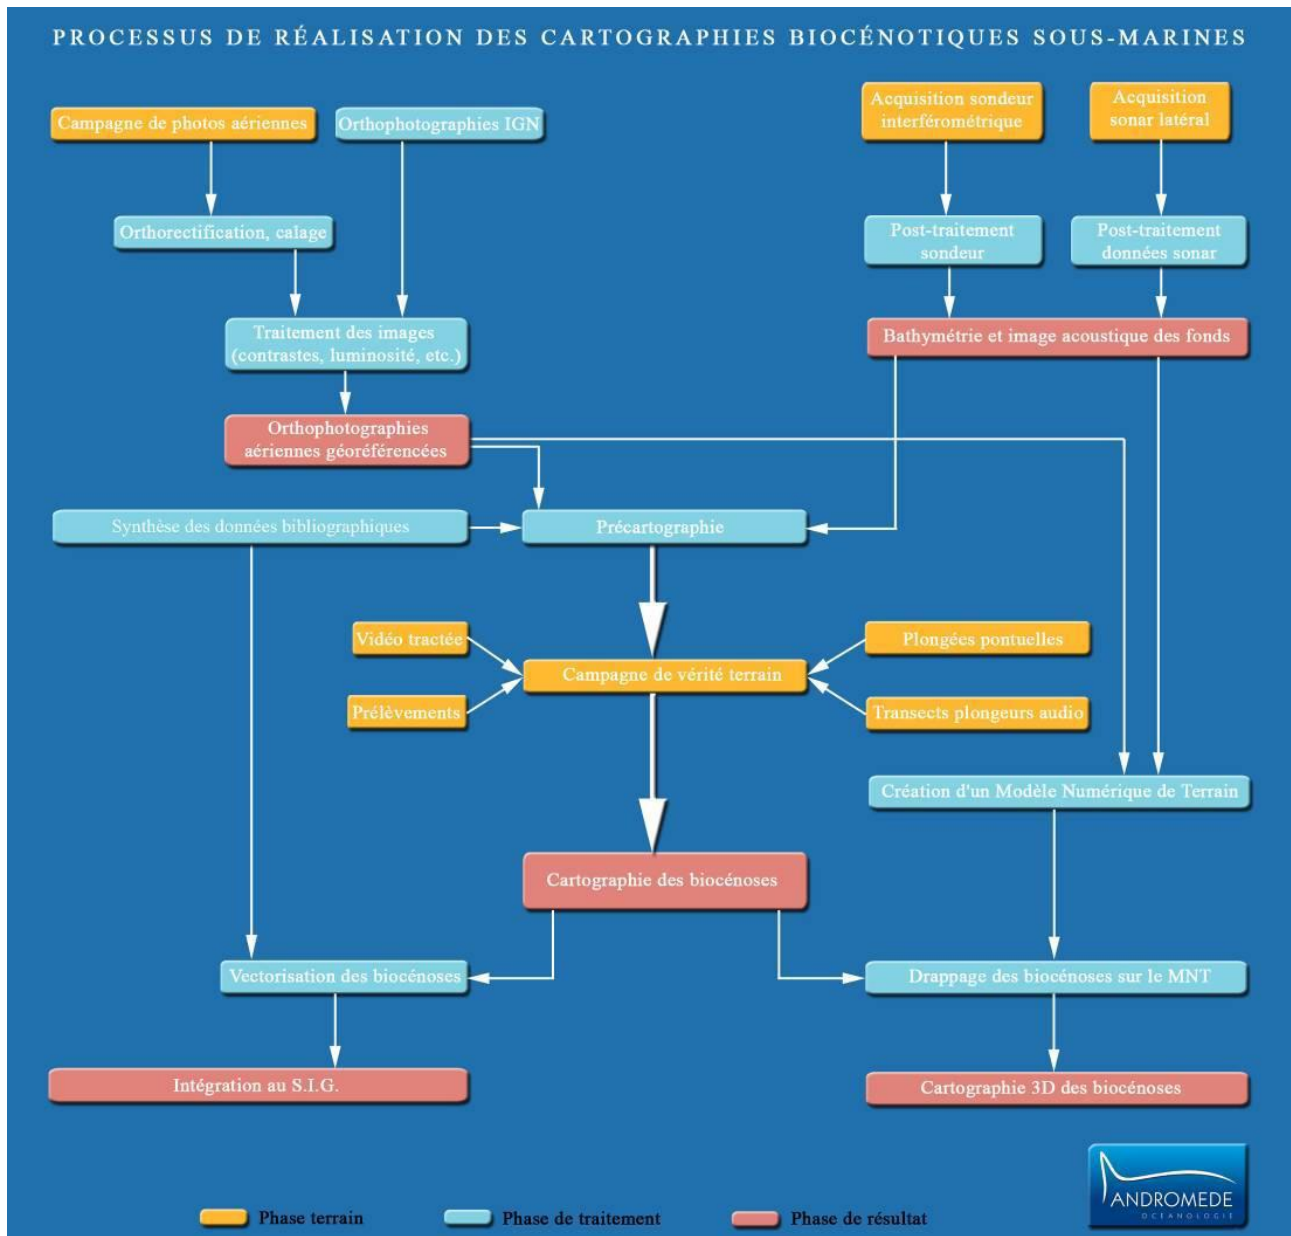 PROCESSUS DE RÉALISATION DES CARTOGRAPHIES BIOCÉNOTIQUES SOUS-MARINES
Campagne de photos aériennes
Orthophotographies IGN
Acquisition sondeur
interférométrique
Acquisition
sonar latéral
Orthorectification, calage
Post-traitement
sondeur
Post-traitement
données sonar
Traitement des images
(contrastes, luminosité, etc.)
Bathymétrie et image acoustique des fonds
Orthophotographies
aériennes géoréférencées
Synthèse des données bibliographiques
Précartographie
Vidéo tractée
Plongées pontuelles
Campagne de vérité terrain
Prélèvements
Transects plongeurs audio
Création d'un Modèle Numérique de Terrain
Cartographie des biocénoses
Vectorisation des biocénoses
Drappage des biocénoses sur le MNT
Intégration au S.I.G.
Cartographie 3D des biocénoses
ANDROMEDE
OCEANOLOGIE
Phase terrain
Phase de traitement
Phase de résultat